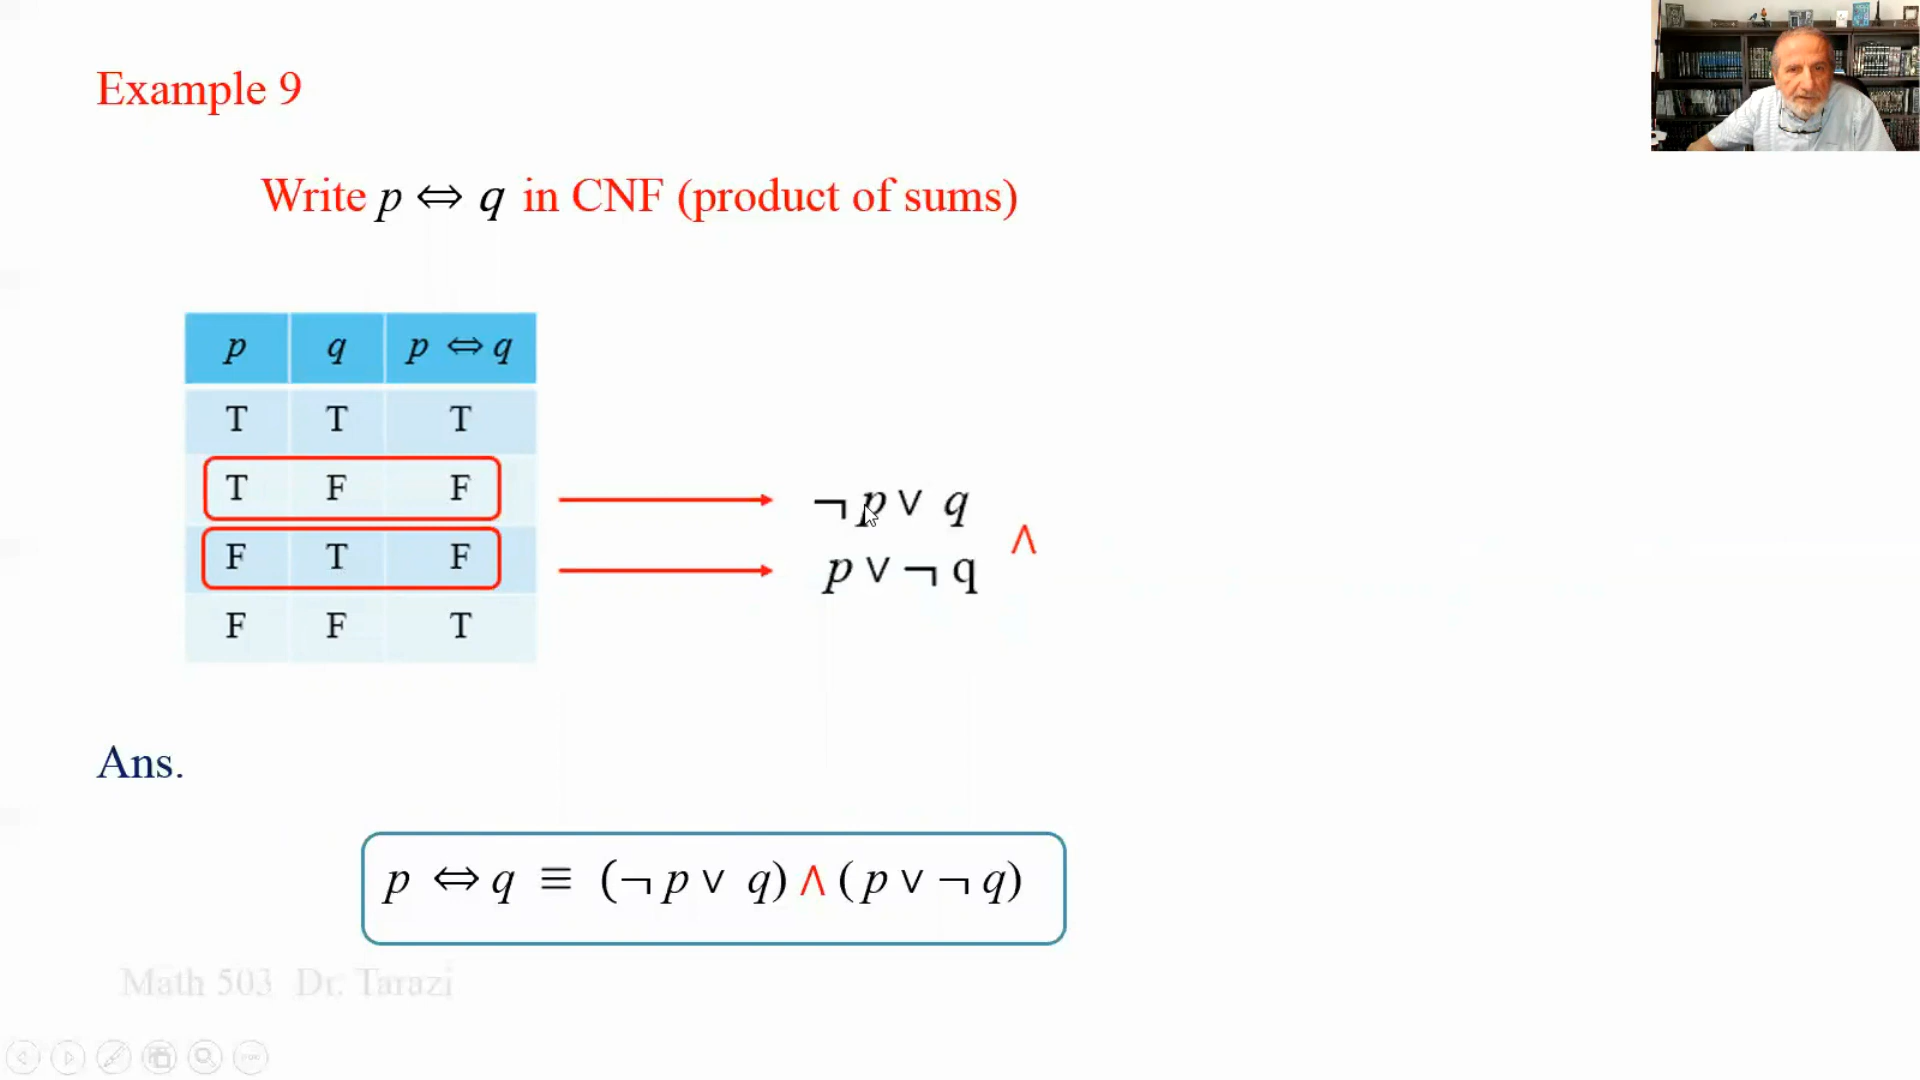 Example 9
Write p ⇔ q in CNF (product of sums)
p q p ⇔ q
T T T
T F F
¬ p ∨ q
∧
F T F
p ∨ ¬ q
F F T
Ans.
p ⇔ q ≡ (¬ p ∨ q) ∧ (p ∨ ¬ q)
Math 503 Dr. Tarazi